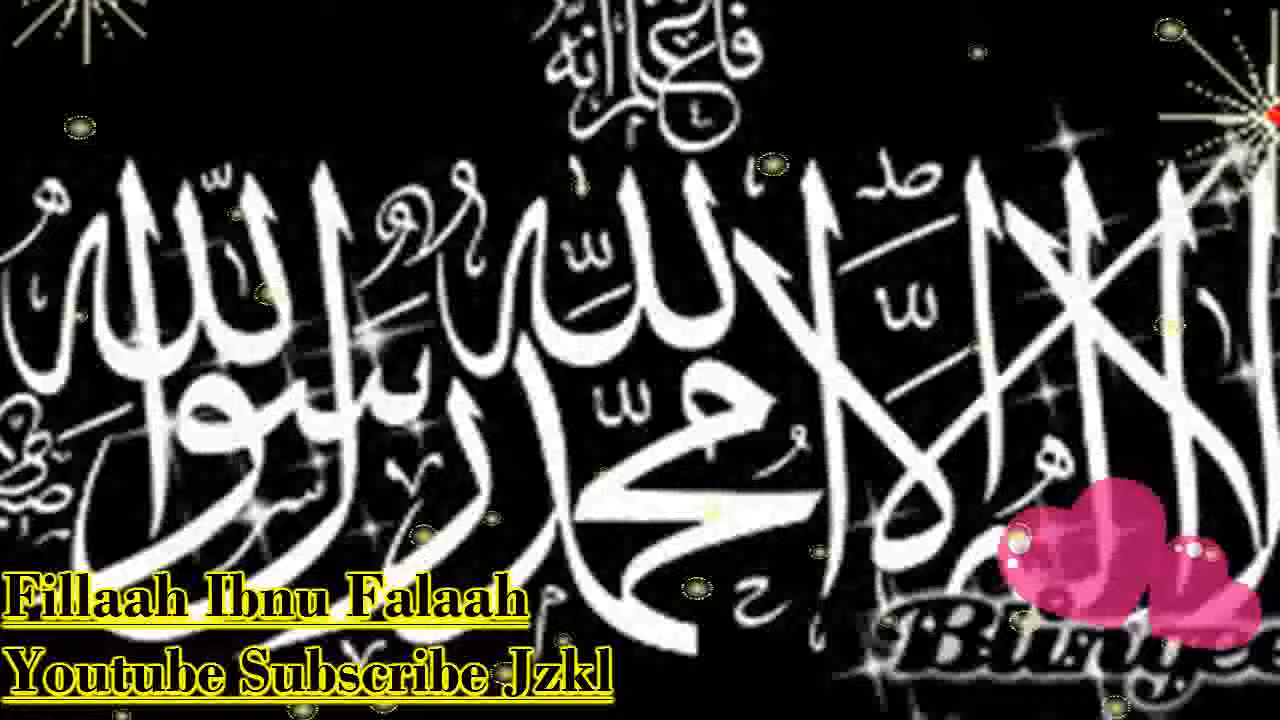 فاعلم انه
لا اله الا الله محمد رسول الله
Fillaah Ibnu Falaah
Youtube Subscribe Jzkl